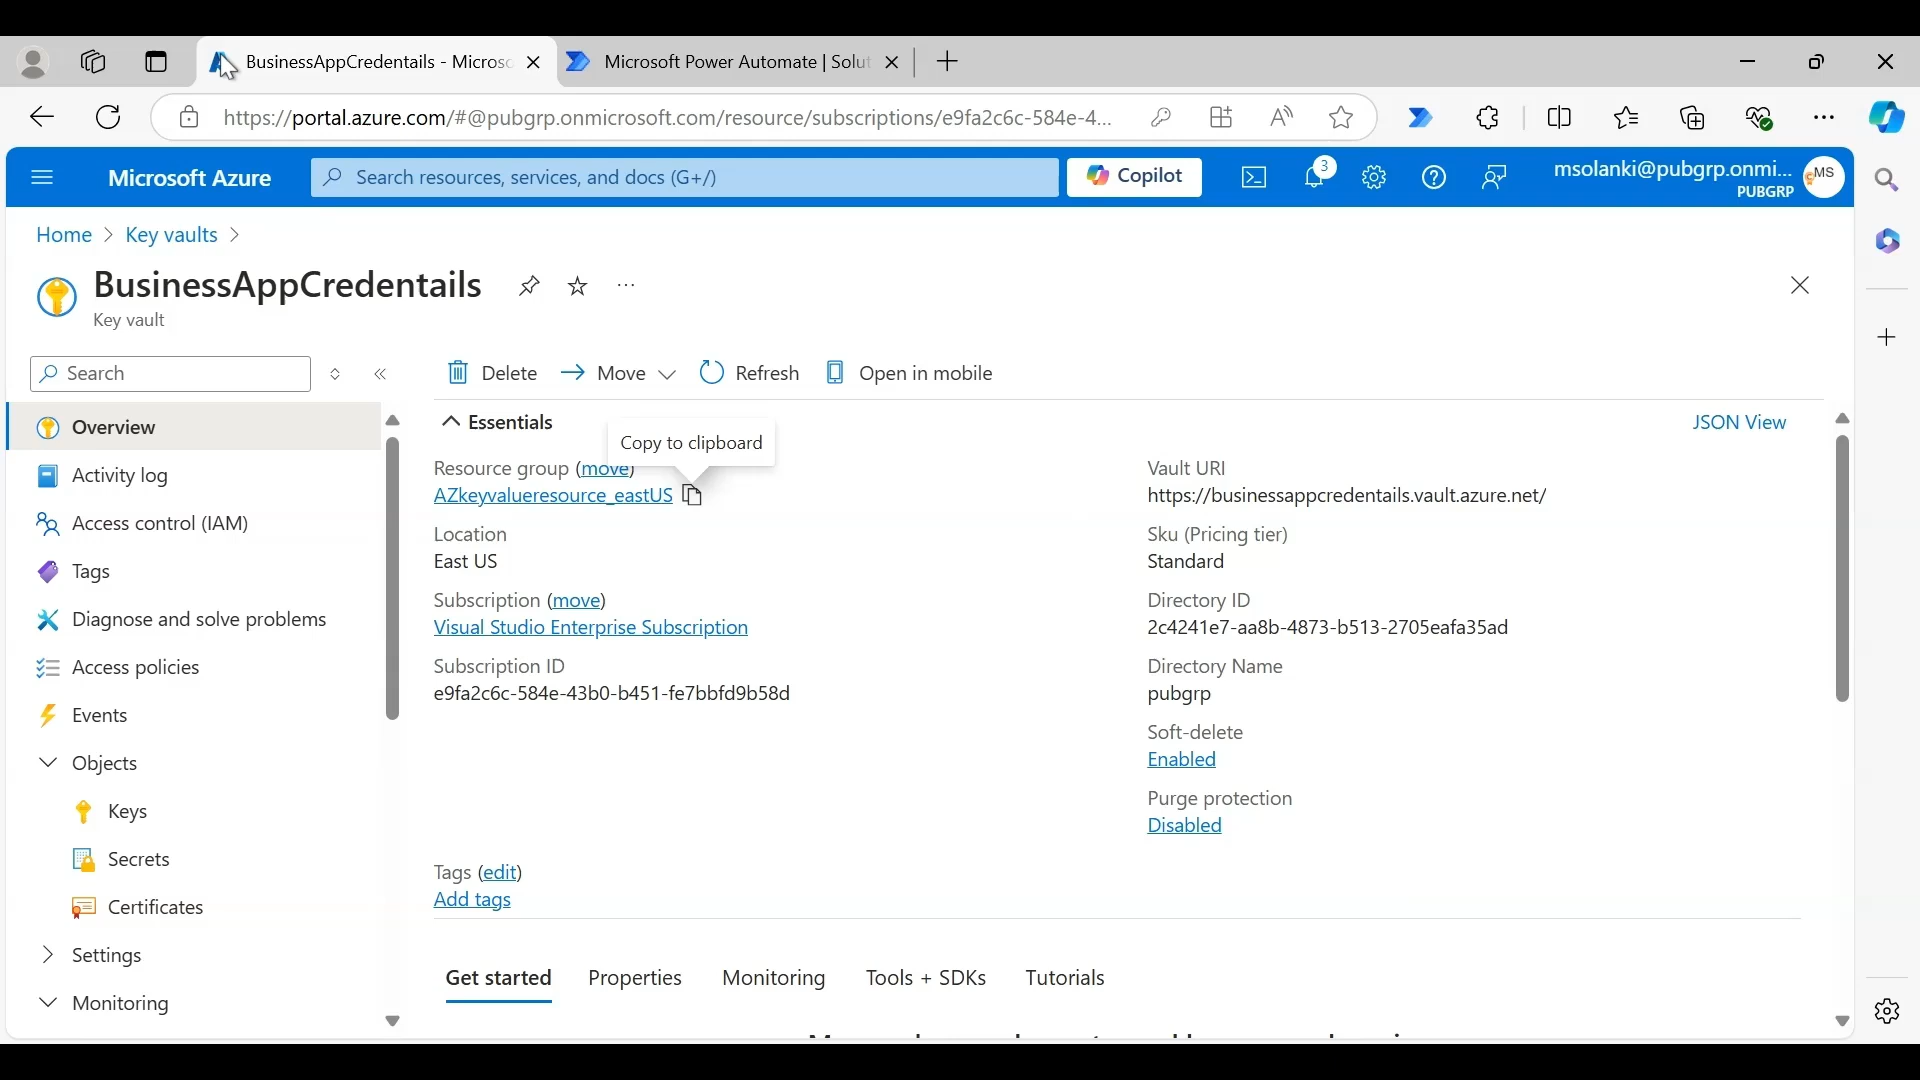 BusinessAppCredentails - Micros
Microsoft Power Automate | Solut
https://portal.azure.com/#@pubgrp.onmicrosoft.com/resource/subscriptions/e9fa2c6c-584e-4...
Microsoft Azure
Search resources, services, and docs (G+/)
Copilot
3
msolanki@pubgrp.onmi...
PUBGRP
MS
Home > Key vaults >
BusinessAppCredentails
Key vault
Search
Delete
Move
Refresh
Open in mobile
Overview
Activity log
Access control (IAM)
Tags
Diagnose and solve problems
Access policies
Events
Objects
Keys
Secrets
Certificates
Settings
Monitoring
Essentials
JSON View
Copy to clipboard
Resource group (move)
AZkeyvalueresource_eastUS
Location
East US
Subscription (move)
Visual Studio Enterprise Subscription
Subscription ID
e9fa2c6c-584e-43b0-b451-fe7bbfd9b58d
Vault URI
https://businessappcredentails.vault.azure.net/
Sku (Pricing tier)
Standard
Directory ID
2c4241e7-aa8b-4873-b513-2705eafa35ad
Directory Name
pubgrp
Soft-delete
Enabled
Purge protection
Disabled
Tags (edit)
Add tags
Get started
Properties
Monitoring
Tools + SDKs
Tutorials